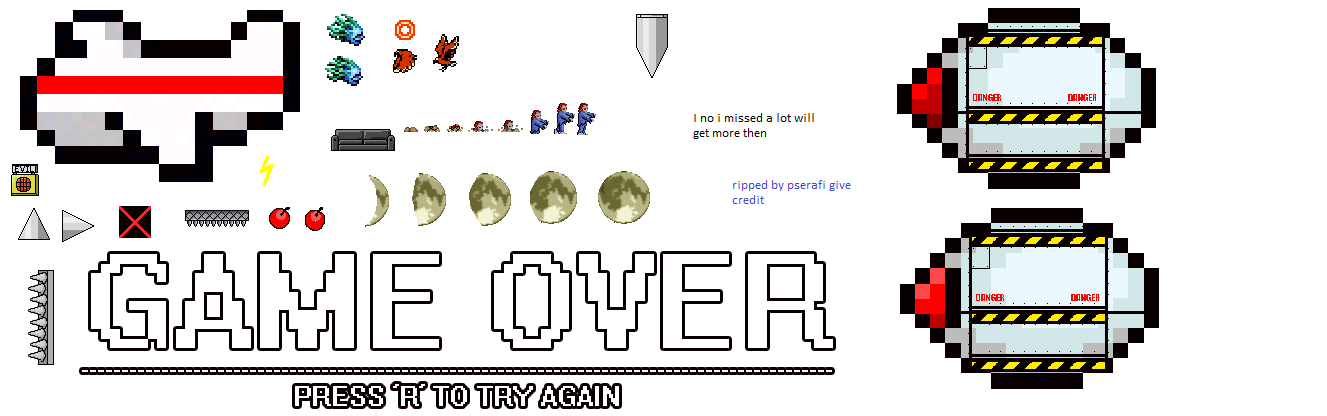 DANGER DANGER
I no i missed a lot will
get more then
EVIL
ripped by pserafi give
credit
GAME OVER
DANGER DANGER
PRESS 'R' TO TRY AGAIN